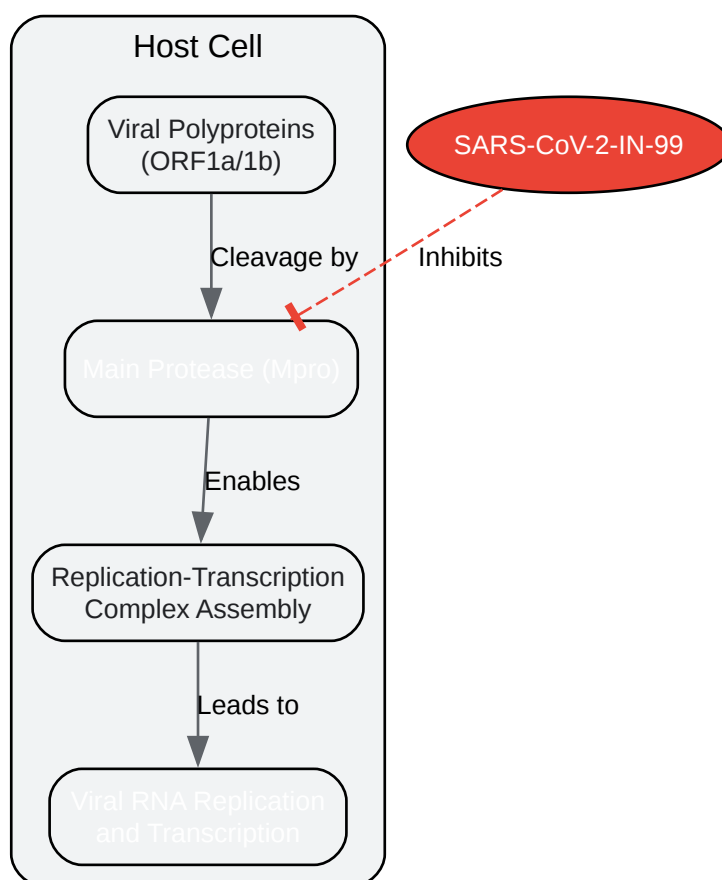 Host Cell
Viral Polyproteins
(ORF1a/1b)
SARS-CoV-2-IN-99
Cleavage by
Inhibits
Main Protease (Mpro)
Enables
Replication-Transcription
Complex Assembly
Leads to
Viral RNA Replication
and Transcription